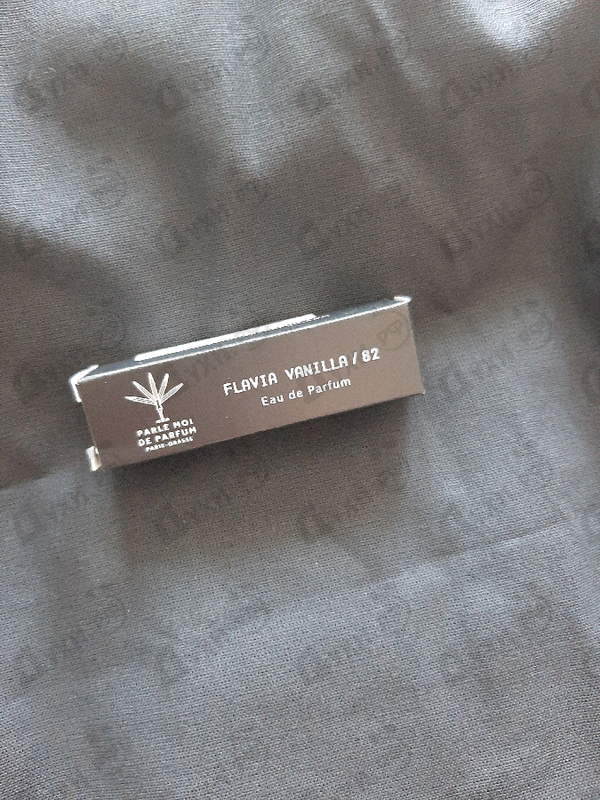 FLAVIA VANILLA / 82
Eau de Parfum
PARLE MOI
DE PARFUM
PARIS-GRASSE